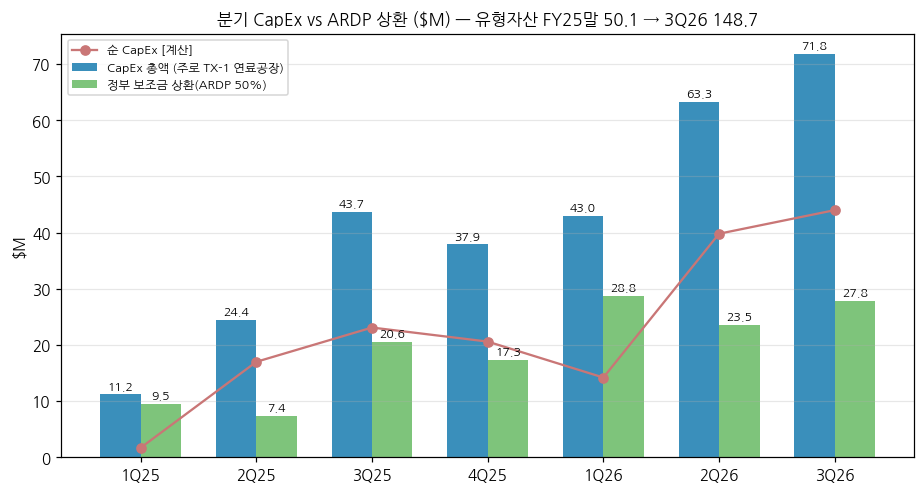 분기 CapEx vs ARDP 상환 ($M) — 유형자산 FY25말 50.1 → 3Q26 148.7
순 CapEx [계산]
CapEx 총액 (주로 TX-1 연료공장)
정부 보조금 상환(ARDP 50%)
$M
70
60
50
40
30
20
10
0
11.2
9.5
24.4
7.4
43.7
20.6
37.9
17.3
43.0
28.8
63.3
23.5
71.8
27.8
1Q25
2Q25
3Q25
4Q25
1Q26
2Q26
3Q26